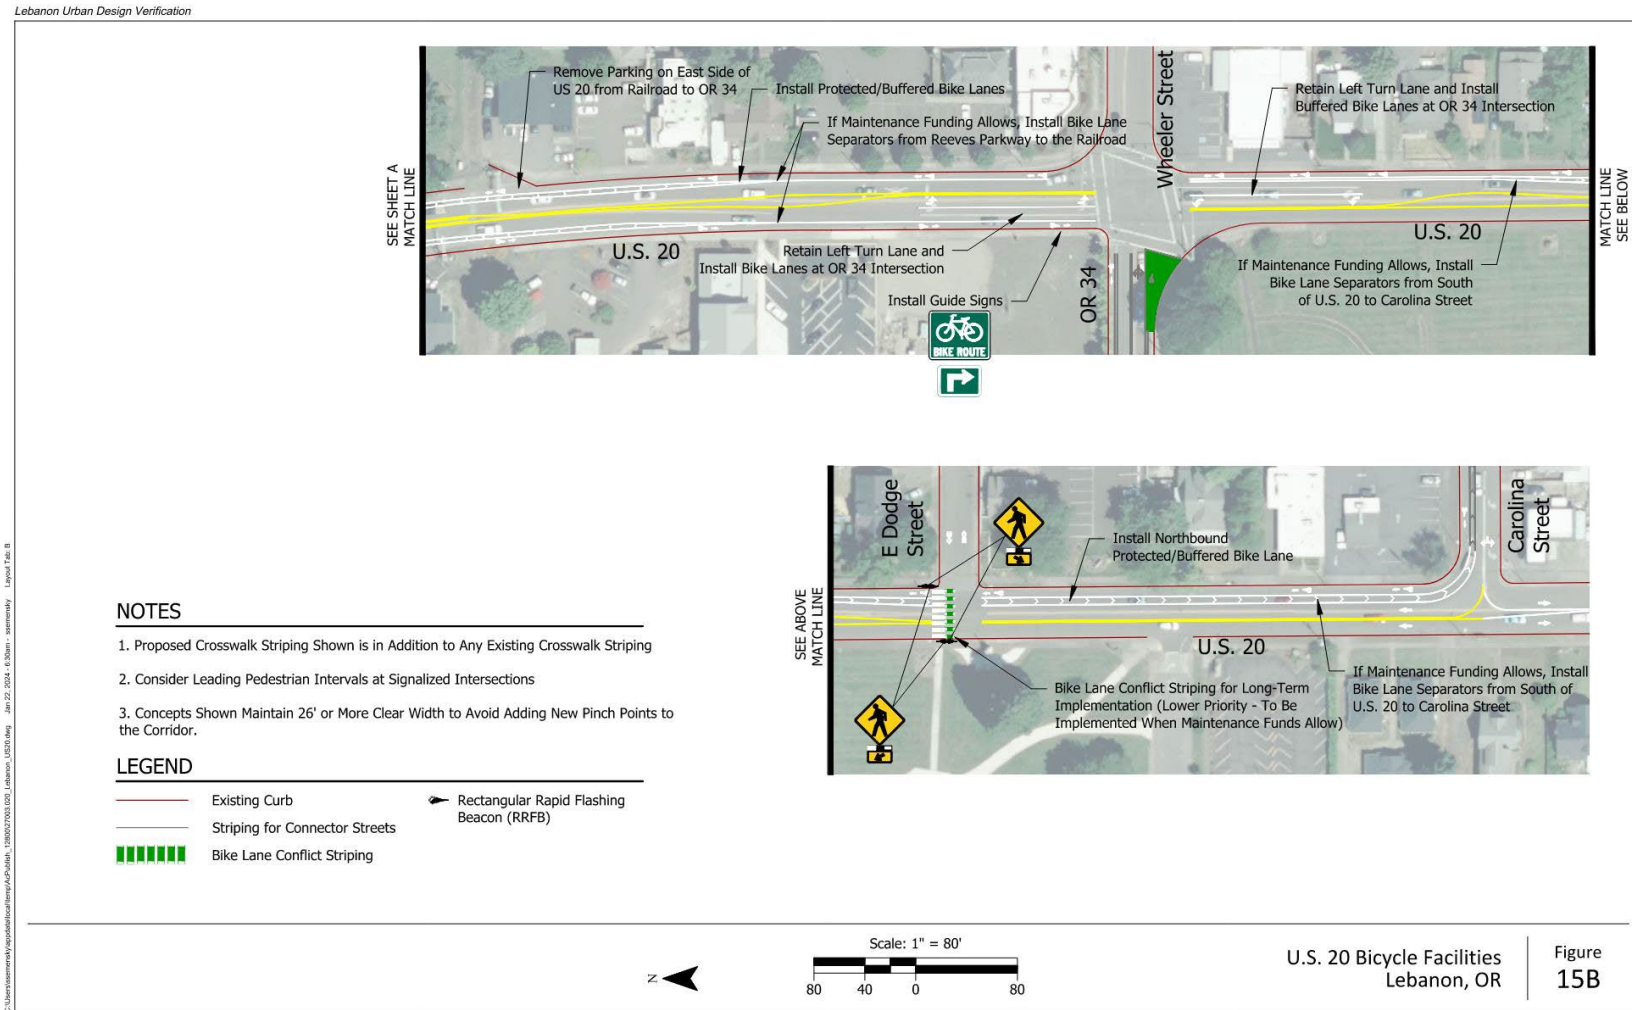 Lebanon Urban Design Verification
Remove Parking on East Side of
US 20 from Railroad to OR 34
Install Protected/Buffered Bike Lanes
If Maintenance Funding Allows, Install Bike Lane
Separators from Reeves Parkway to the Railroad
Wheeler Street
Retain Left Turn Lane and Install
Buffered Bike Lanes at OR 34 Intersection
SEE SHEET A
MATCH LINE
MATCH LINE
SEE BELOW
U.S. 20
Retain Left Turn Lane and
Install Bike Lanes at OR 34 Intersection
Install Guide Signs
BIKE ROUTE
OR 34
U.S. 20
If Maintenance Funding Allows, Install
Bike Lane Separators from South
of U.S. 20 to Carolina Street
E Dodge
Street
Install Northbound
Protected/Buffered Bike Lane
Carolina
Street
SEE ABOVE
MATCH LINE
U.S. 20
Bike Lane Conflict Striping for Long-Term
Implementation (Lower Priority - To Be
Implemented When Maintenance Funds Allow)
If Maintenance Funding Allows, Install
Bike Lane Separators from South of
U.S. 20 to Carolina Street
NOTES
1. Proposed Crosswalk Striping Shown is in Addition to Any Existing Crosswalk Striping
2. Consider Leading Pedestrian Intervals at Signalized Intersections
3. Concepts Shown Maintain 26' or More Clear Width to Avoid Adding New Pinch Points to
the Corridor.
LEGEND
Existing Curb
Striping for Connector Streets
Bike Lane Conflict Striping
Rectangular Rapid Flashing
Beacon (RRFB)
N
Scale: 1" = 80'
80 40 0 80
U.S. 20 Bicycle Facilities
Lebanon, OR
Figure
15B
Jan 22, 2024 - 6:30am - ssemensky Layout Tab: B